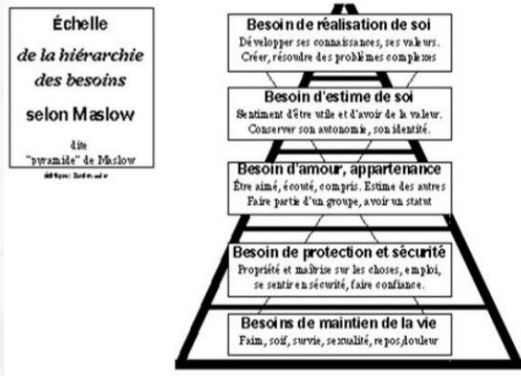 Échelle
de la hiérarchie
des besoins
selon Maslow
dite
"pyramide" de Maslow
Besoin de réalisation de soi
Développer ses connaissances, ses valeurs.
Créer, résoudre des problèmes complexes
Besoin d'estime de soi
Sentiment d'être utile et d'avoir de la valeur.
Conserver son autonomie, son identité.
Besoin d'amour, appartenance
Être aimé, écouté, compris. Estime des autres
Faire partie d'un groupe, avoir un statut
Besoin de protection et sécurité
Propriété et maîtrise sur les choses, emploi,
se sentir en sécurité, faire confiance.
Besoins de maintien de la vie
Faim, soif, survie, sexualité, repos,douleur